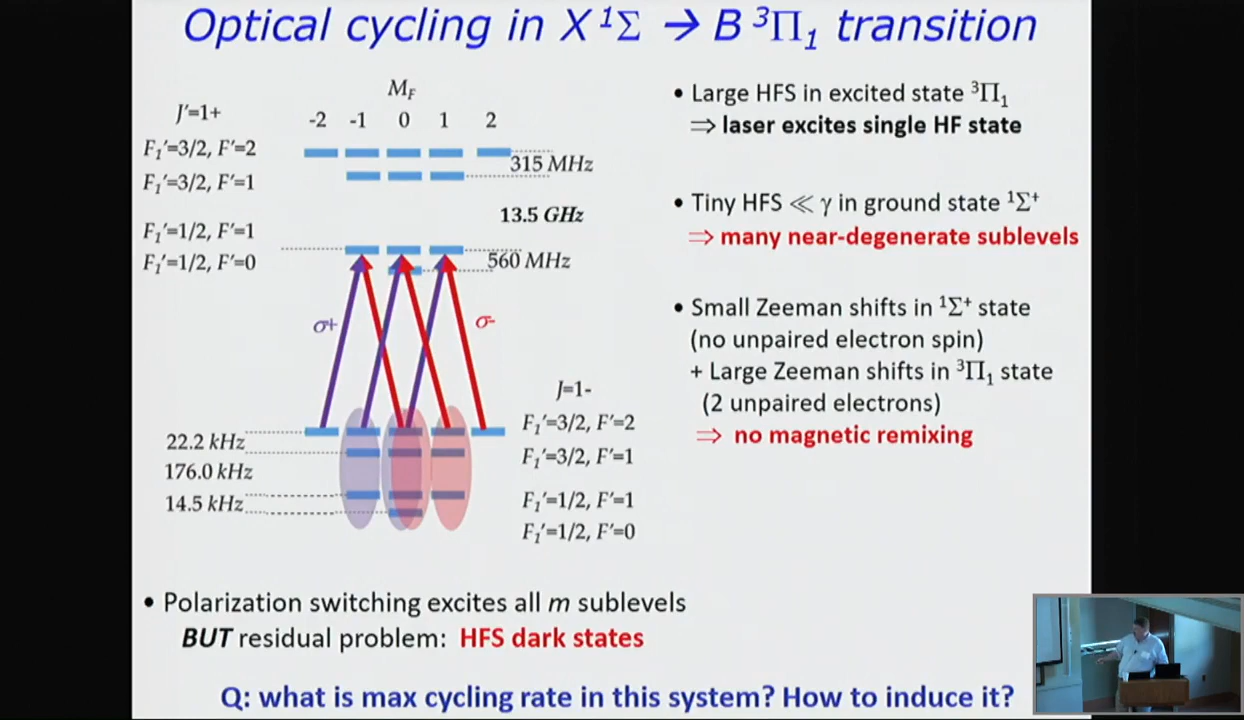 Optical cycling in X ¹Σ → B ³Π₁ transition
M_F
-2 -1 0 1 2
J'=1+
F₁'=3/2, F'=2
F₁'=3/2, F'=1
F₁'=1/2, F'=1
F₁'=1/2, F'=0
315 MHz
13.5 GHz
560 MHz
σ+
σ-
J=1-
F₁'=3/2, F'=2
F₁'=3/2, F'=1
F₁'=1/2, F'=1
F₁'=1/2, F'=0
22.2 kHz
176.0 kHz
14.5 kHz
• Large HFS in excited state ³Π₁
⇒ laser excites single HF state
• Tiny HFS ≪ γ in ground state ¹Σ⁺
⇒ many near-degenerate sublevels
• Small Zeeman shifts in ¹Σ⁺ state
(no unpaired electron spin)
+ Large Zeeman shifts in ³Π₁ state
(2 unpaired electrons)
⇒ no magnetic remixing
• Polarization switching excites all m sublevels
BUT residual problem: HFS dark states
Q: what is max cycling rate in this system? How to induce it?